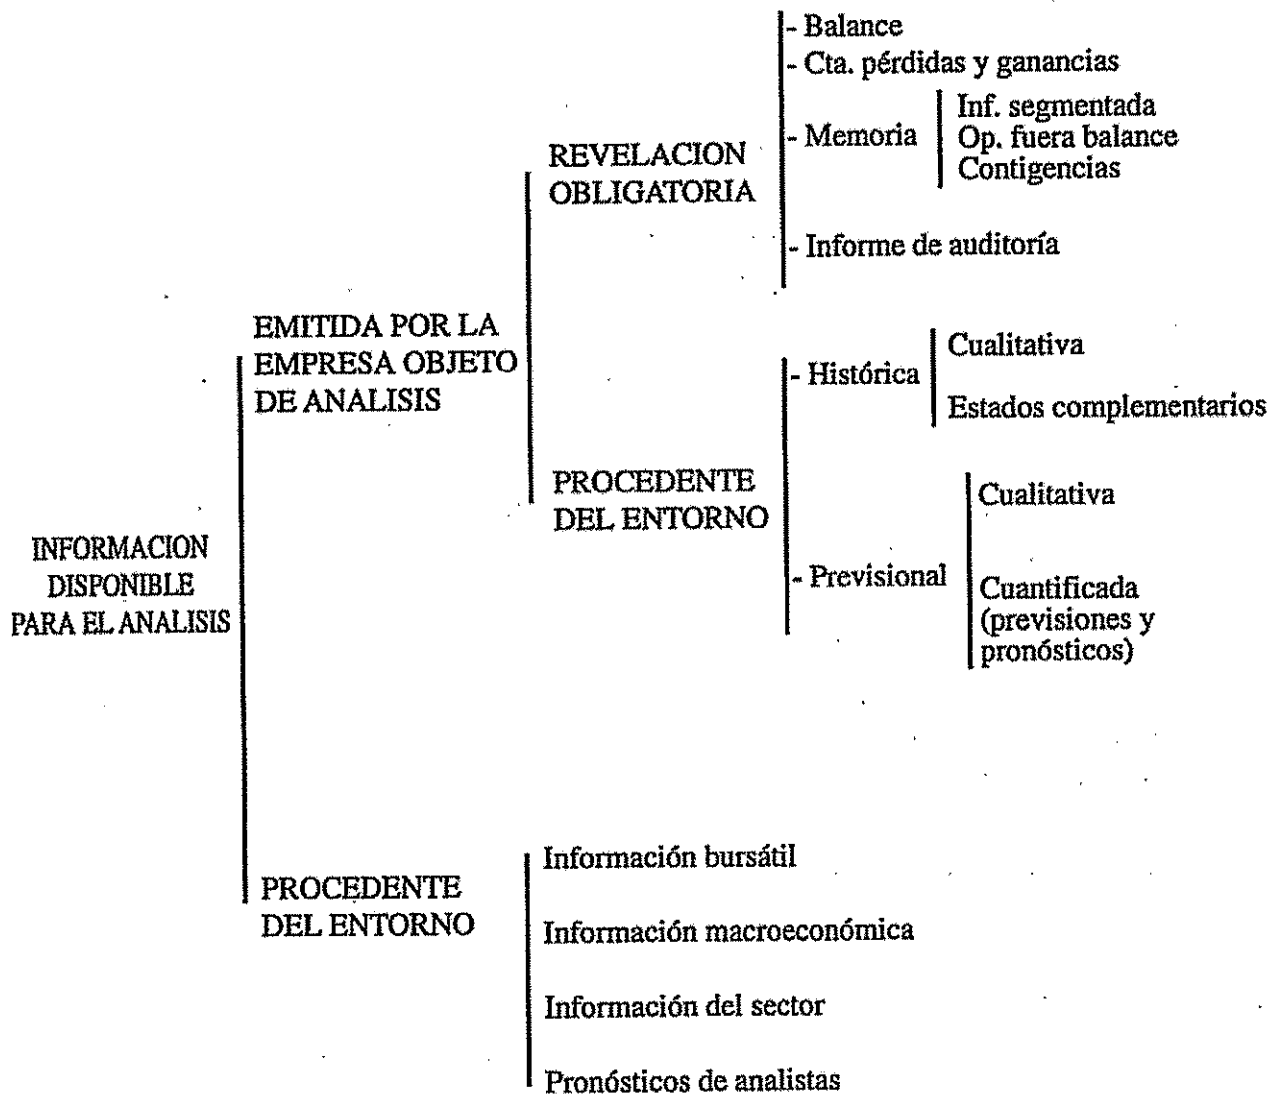 - Balance
- Cta. pérdidas y ganancias
- Memoria
Inf. segmentada
Op. fuera balance
Contigencias
- Informe de auditoría
REVELACION
OBLIGATORIA
EMITIDA POR LA
EMPRESA OBJETO
DE ANALISIS
- Histórica
Cualitativa
Estados complementarios
PROCEDENTE
DEL ENTORNO
- Previsional
Cualitativa
Cuantificada
(previsiones y
pronósticos)
INFORMACION
DISPONIBLE
PARA EL ANALISIS
PROCEDENTE
DEL ENTORNO
Información bursátil
Información macroeconómica
Información del sector
Pronósticos de analistas